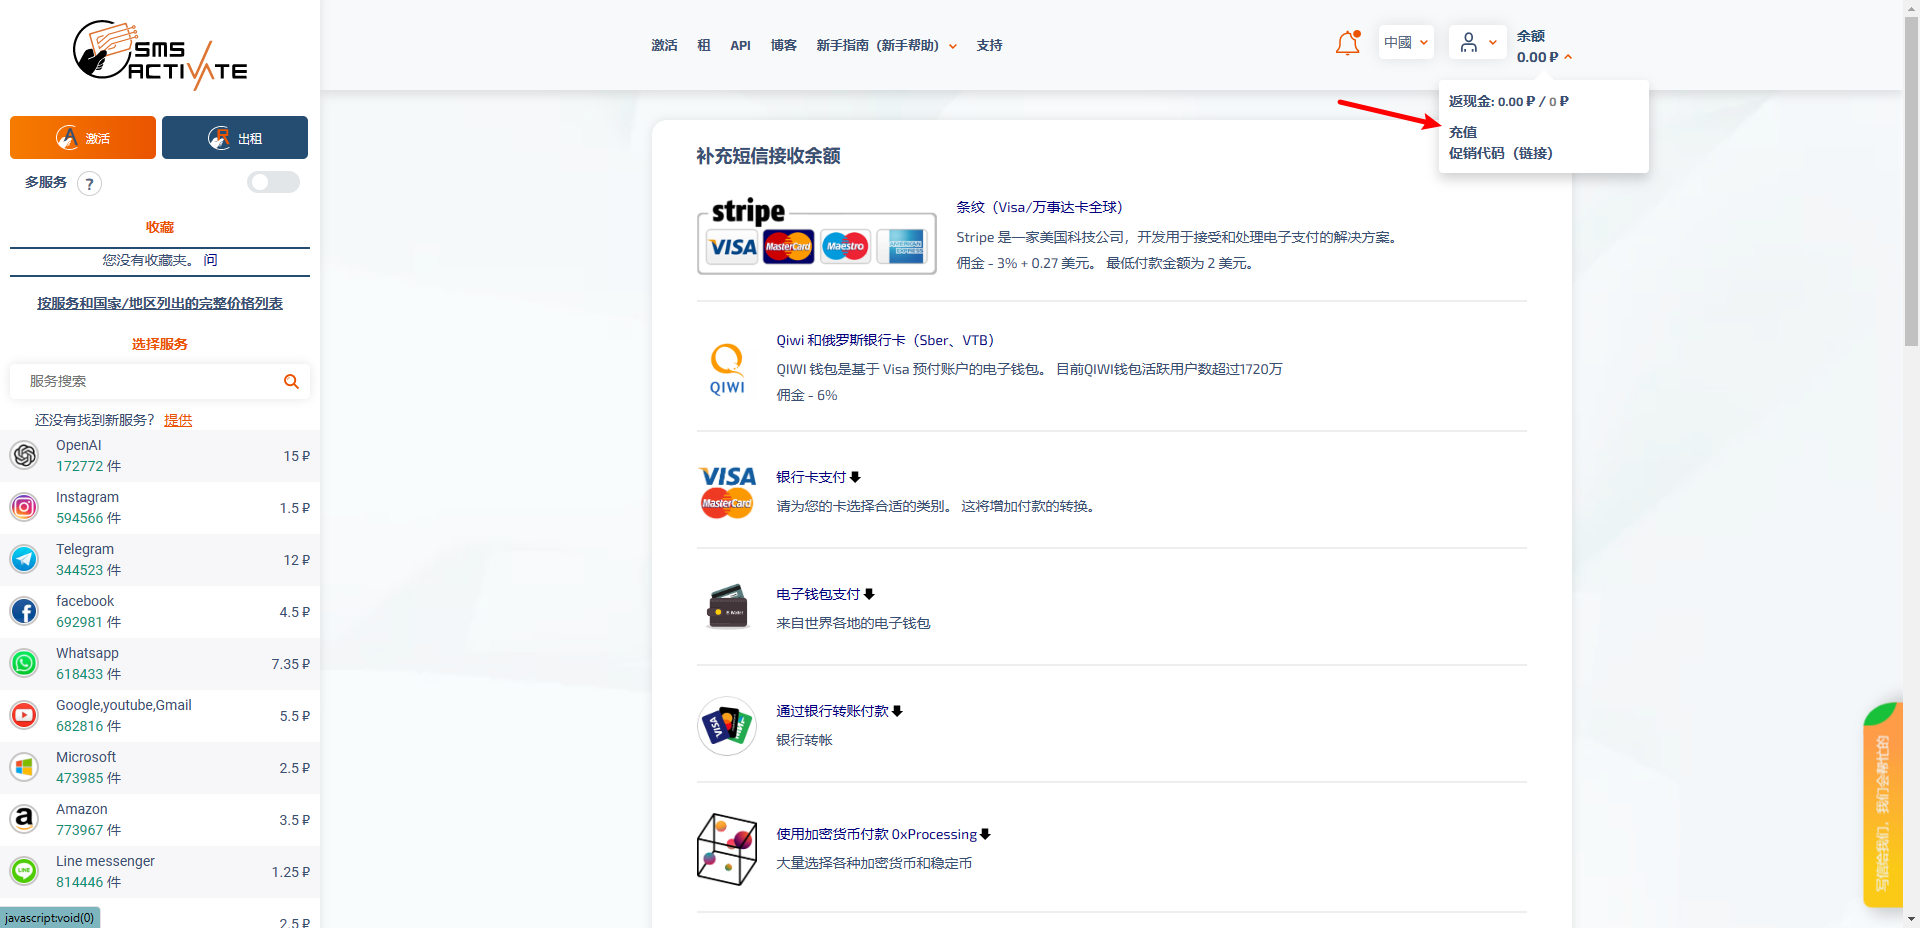 SMS
ACTIVATE
激活
租
API
博客
新手指南（新手帮助）
支持
中國
余额
0.00 ₽
返现金: 0.00 ₽ / 0 ₽
充值
促销代码（链接）
激活
出租
多服务
?
收藏
您没有收藏夹。 问
按服务和国家/地区列出的完整价格列表
选择服务
服务搜索
还没有找到新服务？ 提供
OpenAI
172772 件
15 ₽
Instagram
594566 件
1.5 ₽
Telegram
344523 件
12 ₽
facebook
692981 件
4.5 ₽
Whatsapp
618433 件
7.35 ₽
Google,youtube,Gmail
682816 件
5.5 ₽
Microsoft
473985 件
2.5 ₽
Amazon
773967 件
3.5 ₽
Line messenger
814446 件
1.25 ₽
2.5 ₽
javascript:void(0)
补充短信接收余额
stripe
VISA
MasterCard
Maestro
AMERICAN EXPRESS
条纹（Visa/万事达卡全球）
Stripe 是一家美国科技公司，开发用于接受和处理电子支付的解决方案。
佣金 - 3% + 0.27 美元。 最低付款金额为 2 美元。
QIWI
Qiwi 和俄罗斯银行卡（Sber、VTB）
QIWI 钱包是基于 Visa 预付账户的电子钱包。 目前QIWI钱包活跃用户数超过1720万
佣金 - 6%
VISA
MasterCard
银行卡支付
请为您的卡选择合适的类别。 这将增加付款的转换。
电子钱包支付
来自世界各地的电子钱包
通过银行转账付款
银行转帐
使用加密货币付款 0xProcessing
大量选择各种加密货币和稳定币
写信给我们，我们会帮忙的